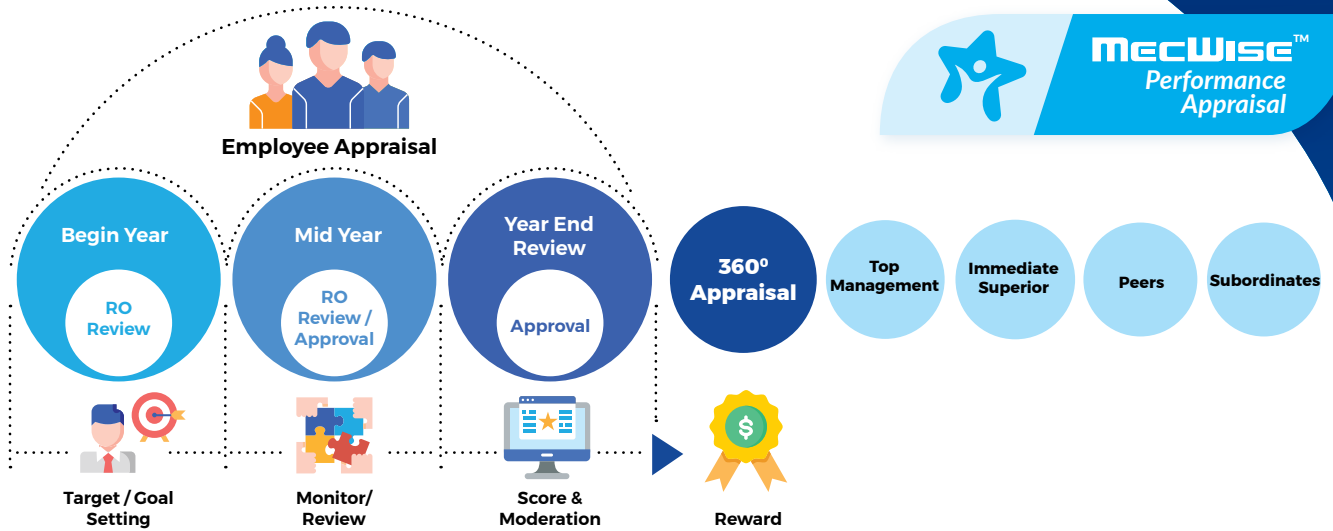 MECWISE™
Performance
Appraisal
Employee Appraisal
Begin Year
RO
Review
Mid Year
RO
Review /
Approval
Year End
Review
Approval
360⁰
Appraisal
Top
Management
Immediate
Superior
Peers
Subordinates
$
Target / Goal
Setting
Monitor/
Review
Score &
Moderation
Reward